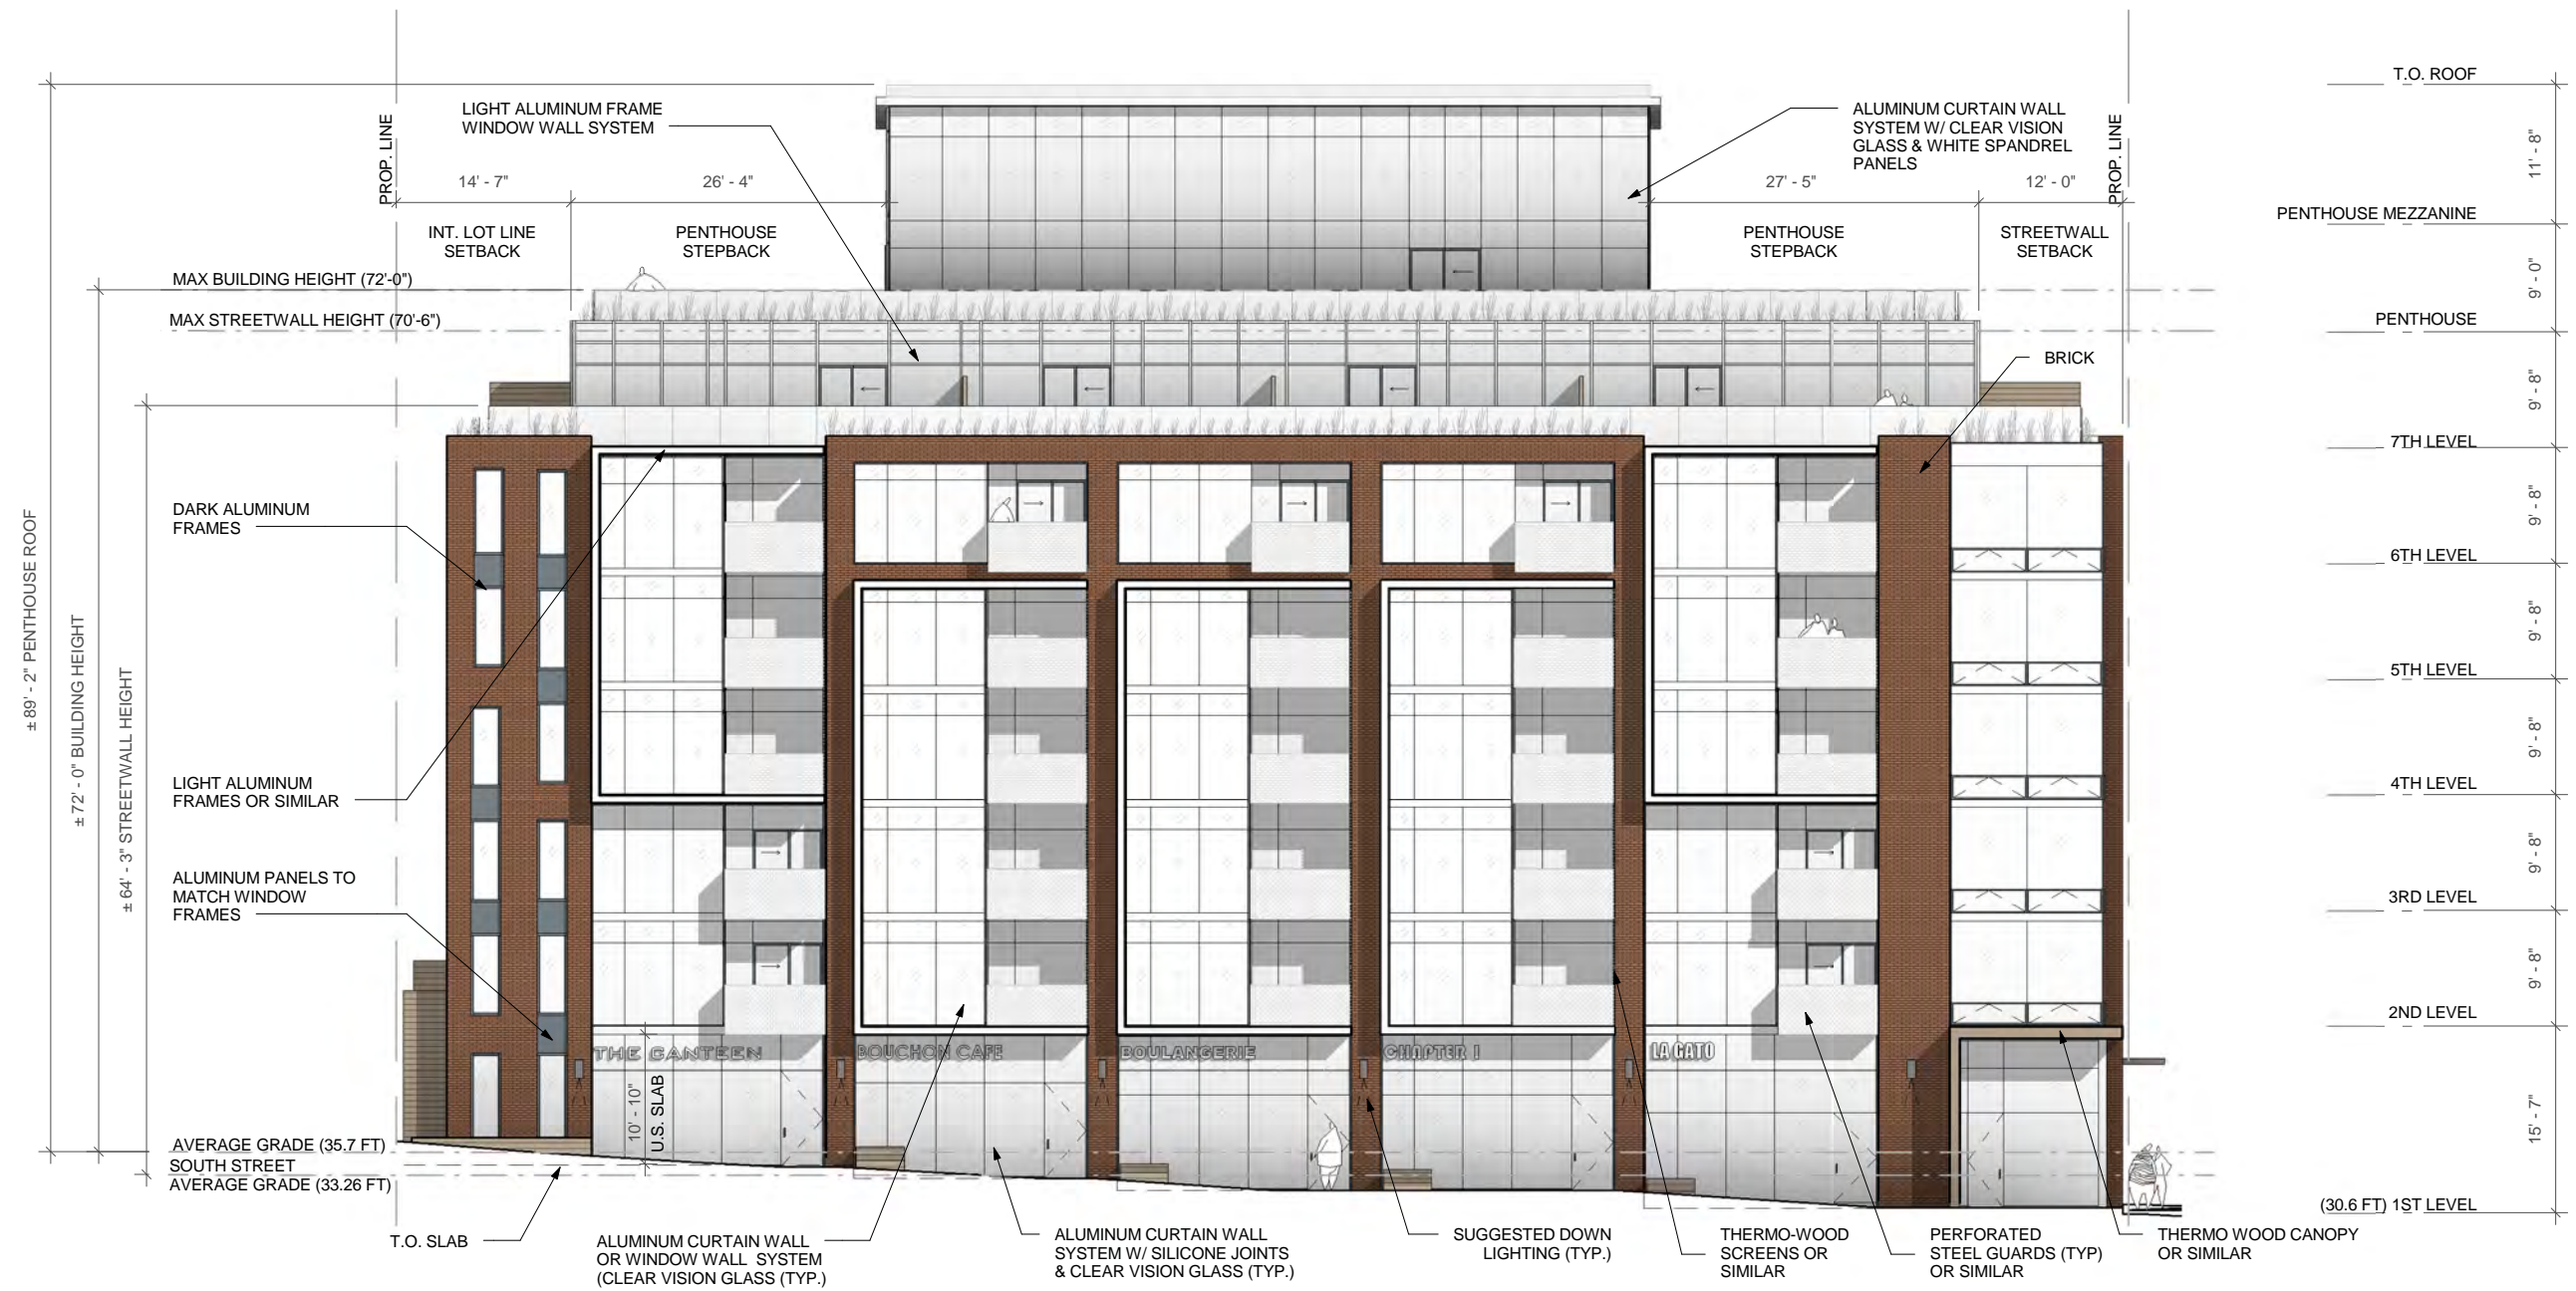 T.O. ROOF
LIGHT ALUMINUM FRAME
WINDOW WALL SYSTEM
ALUMINUM CURTAIN WALL
SYSTEM W/ CLEAR VISION
GLASS & WHITE SPANDREL
PANELS
PROP. LINE
PROP. LINE
11' - 8"
14' - 7"
26' - 4"
27' - 5"
12' - 0"
PENTHOUSE MEZZANINE
INT. LOT LINE
SETBACK
PENTHOUSE
STEPBACK
PENTHOUSE
STEPBACK
STREETWALL
SETBACK
MAX BUILDING HEIGHT (72'-0")
9' - 0"
MAX STREETWALL HEIGHT (70'-6")
PENTHOUSE
BRICK
9' - 8"
7TH LEVEL
DARK ALUMINUM
FRAMES
9' - 8"
6TH LEVEL
± 89' - 2" PENTHOUSE ROOF
± 72' - 0" BUILDING HEIGHT
± 64' - 3" STREETWALL HEIGHT
9' - 8"
5TH LEVEL
9' - 8"
LIGHT ALUMINUM
FRAMES OR SIMILAR
4TH LEVEL
9' - 8"
ALUMINUM PANELS TO
MATCH WINDOW
FRAMES
3RD LEVEL
9' - 8"
2ND LEVEL
THE CANTEEN
BOUCHON CAFE
BOULANGERIE
CHAPTER 1
LA GATO
10' - 10"
U.S. SLAB
15' - 7"
AVERAGE GRADE (35.7 FT)
SOUTH STREET
AVERAGE GRADE (33.26 FT)
(30.6 FT) 1ST LEVEL
T.O. SLAB
ALUMINUM CURTAIN WALL
OR WINDOW WALL SYSTEM
(CLEAR VISION GLASS (TYP.)
ALUMINUM CURTAIN WALL
SYSTEM W/ SILICONE JOINTS
& CLEAR VISION GLASS (TYP.)
SUGGESTED DOWN
LIGHTING (TYP.)
THERMO-WOOD
SCREENS OR
SIMILAR
PERFORATED
STEEL GUARDS (TYP)
OR SIMILAR
THERMO WOOD CANOPY
OR SIMILAR